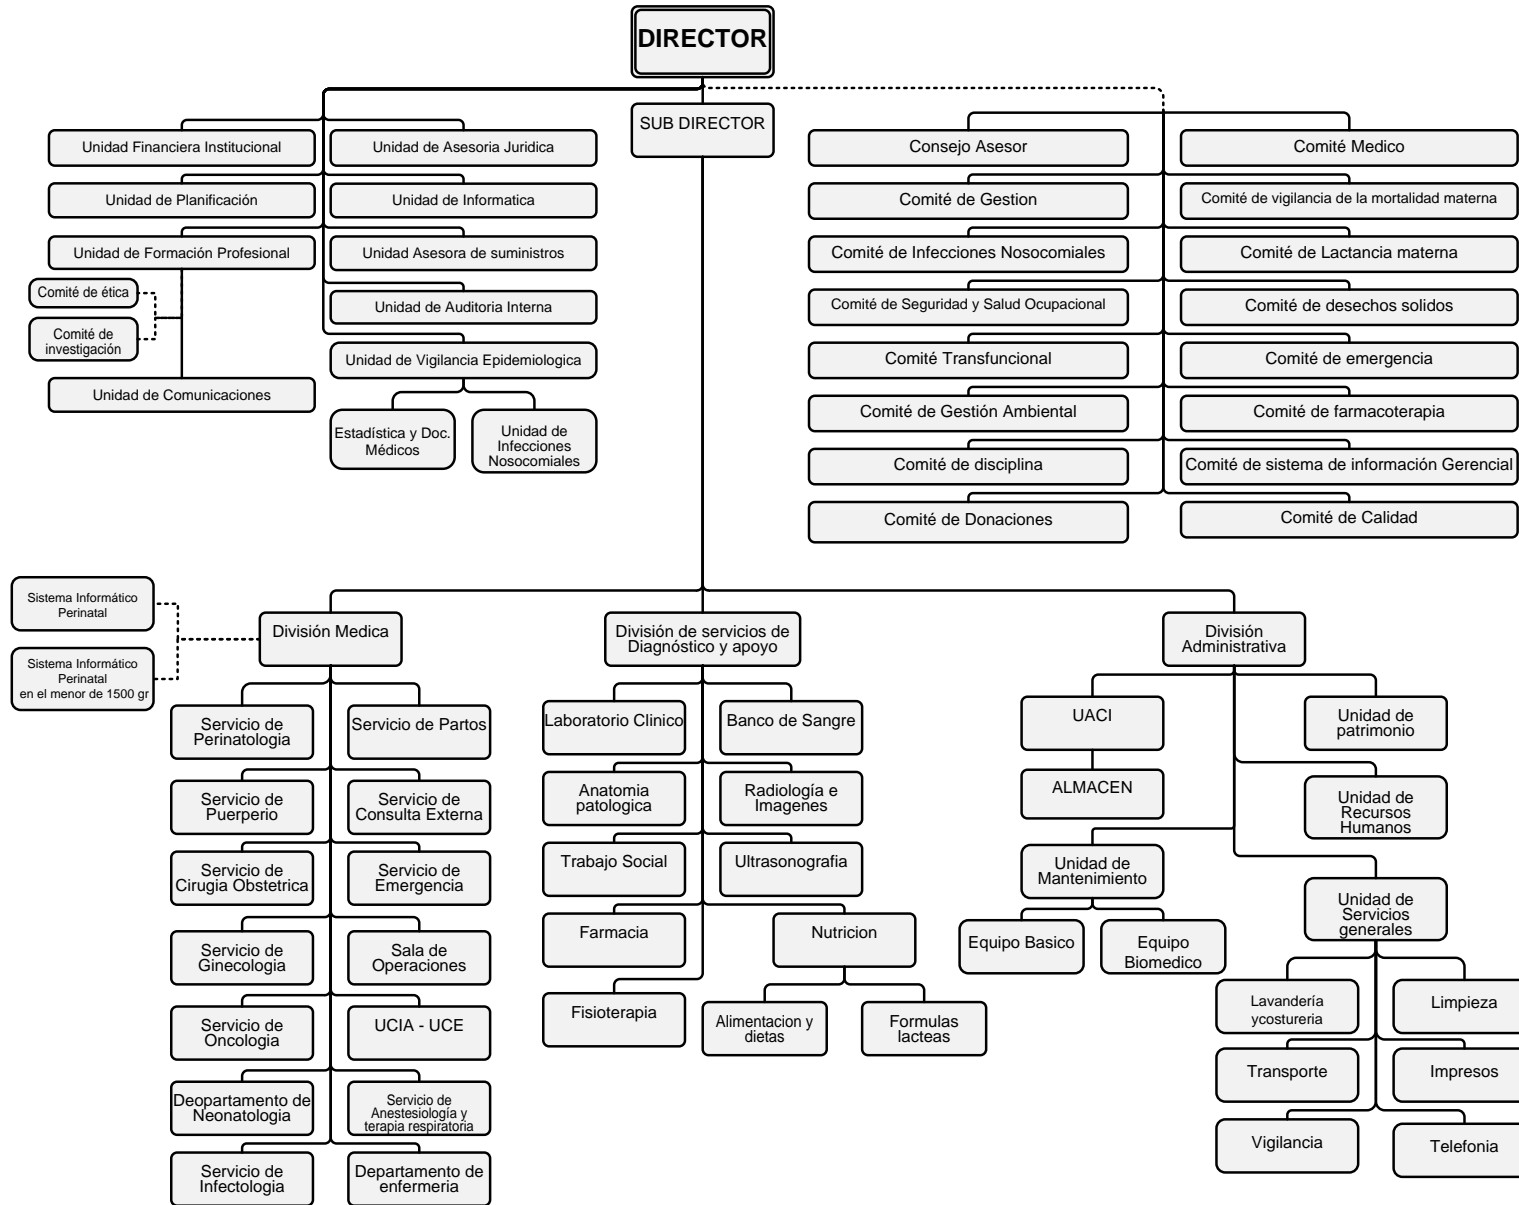 DIRECTOR
SUB DIRECTOR
Unidad Financiera Institucional
Unidad de Asesoria Juridica
Unidad de Planificación
Unidad de Informatica
Unidad de Formación Profesional
Unidad Asesora de suministros
Comité de ética
Unidad de Auditoria Interna
Comité de
investigación
Unidad de Vigilancia Epidemiologica
Unidad de Comunicaciones
Estadística y Doc.
Médicos
Unidad de
Infecciones
Nosocomiales
Consejo Asesor
Comité Medico
Comité de Gestion
Comité de vigilancia de la mortalidad materna
Comité de Infecciones Nosocomiales
Comité de Lactancia materna
Comité de Seguridad y Salud Ocupacional
Comité de desechos solidos
Comité Transfuncional
Comité de emergencia
Comité de Gestión Ambiental
Comité de farmacoterapia
Comité de disciplina
Comité de sistema de información Gerencial
Comité de Donaciones
Comité de Calidad
Sistema Informático
Perinatal
Sistema Informático
Perinatal
en el menor de 1500 gr
División Medica
División de servicios de
Diagnóstico y apoyo
División
Administrativa
Servicio de
Perinatologia
Servicio de Partos
Servicio de
Puerperio
Servicio de
Consulta Externa
Servicio de
Cirugia Obstetrica
Servicio de
Emergencia
Servicio de
Ginecologia
Sala de
Operaciones
Servicio de
Oncologia
UCIA - UCE
Deopartamento de
Neonatologia
Servicio de
Anestesiología y
terapia respiratoria
Servicio de
Infectologia
Departamento de
enfermeria
Laboratorio Clinico
Banco de Sangre
Anatomia
patologica
Radiología e
Imagenes
Trabajo Social
Ultrasonografia
Farmacia
Nutricion
Fisioterapia
Alimentacion y
dietas
Formulas
lacteas
UACI
Unidad de
patrimonio
ALMACEN
Unidad de
Recursos
Humanos
Unidad de
Mantenimiento
Unidad de
Servicios
generales
Equipo Basico
Equipo
Biomedico
Lavandería
ycostureria
Limpieza
Transporte
Impresos
Vigilancia
Telefonia